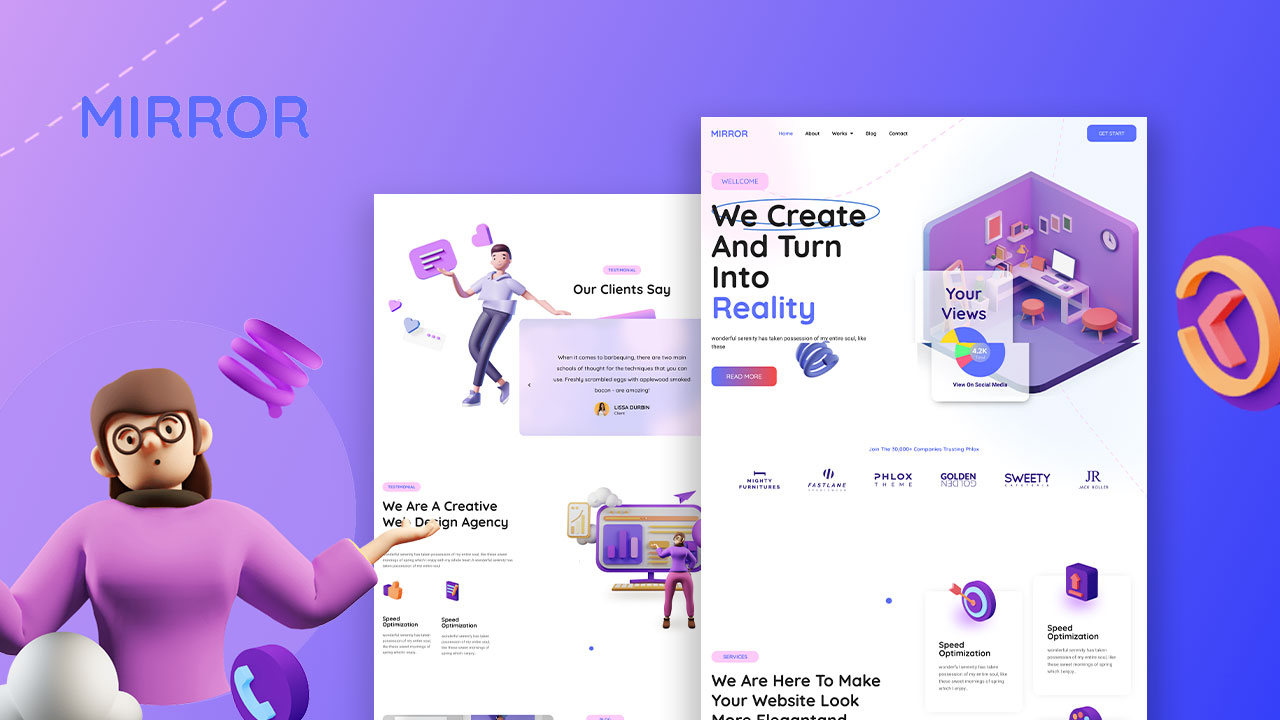 MIRROR
TESTIMONIAL
Our Clients Say
When it comes to barbequing, there are two main
schools of thought for the techniques that you can
use. Freshly scrambled eggs with applewood smoked
bacon - are amazing'
LISSA DURBIN
Client
TESTIMONIAL
We Are A Creative
Web Design Agency
wonderful serenity has taken possession of my entire soul, like these sweet
mornings of spring which I enjoy with my whole heart.A wonderful serenity has
taken possession of my entire soul
Speed
Optimization
wonderful serenity has taken
possession of my entire soul,
like these sweet mornings of
spring which I enjoy..
Speed
Optimization
wonderful serenity has taken
possession of my entire soul,
like these sweet mornings of
spring which I enjoy..
MIRROR
Home About Works Blog Contact
GET START
WELLCOME
We Create
And Turn
Into
Reality
wonderful serenity has taken possession of my entire soul, like
these
READ MORE
Your
Views
4.2K
View On Social Media
Join The 30,000+ Companies Trusting Phlox
MIGHTY
FURNITURES
FASTLANE
PHLOX
THEME
GOLDEN
GOLDEN
SWEETY
CAFETERIA
JR
JACK ROLLER
Speed
Optimization
wonderful serenity has taken
possession of my entire soul, like
these sweet mornings of spring
which I enjoy..
Speed
Optimization
wonderful serenity has taken
possession of my entire soul, like
these sweet mornings of spring
which I enjoy..
SERVICES
We Are Here To Make
Your Website Look
More Elegantand